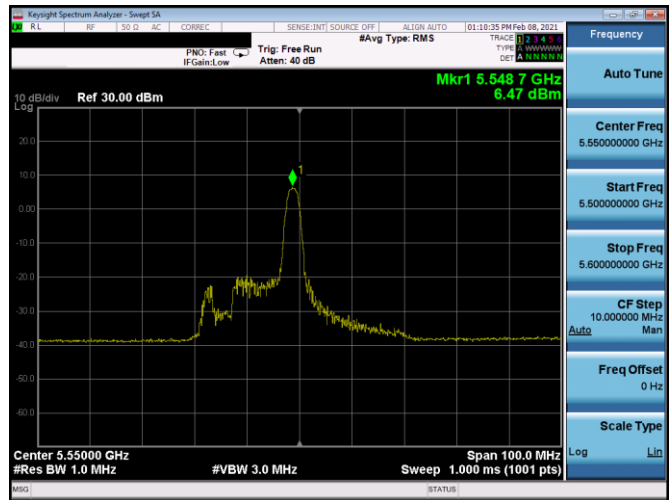 Keysight Spectrum Analyzer - Swept SA
RL RF 50 Ω AC CORREC SENSE:INT SOURCE OFF ALIGN AUTO 01:10:35 PM Feb 08, 2021
#Avg Type: RMS
TRACE 1 2 3 4 5 6
TYPE A WWWWW
DET A N N N N N
PNO: Fast
IFGain:Low
Trig: Free Run
Atten: 40 dB
Mkr1 5.548 7 GHz
6.47 dBm
10 dB/div
Log
Ref 30.00 dBm
20.0
10.0
0.00
-10.0
-20.0
-30.0
-40.0
-50.0
-60.0
1
Center 5.55000 GHz
Span 100.0 MHz
#Res BW 1.0 MHz
#VBW 3.0 MHz
Sweep 1.000 ms (1001 pts)
MSG
STATUS
Frequency
Auto Tune
Center Freq
5.550000000 GHz
Start Freq
5.500000000 GHz
Stop Freq
5.600000000 GHz
CF Step
10.000000 MHz
Auto Man
Freq Offset
0 Hz
Scale Type
Log Lin